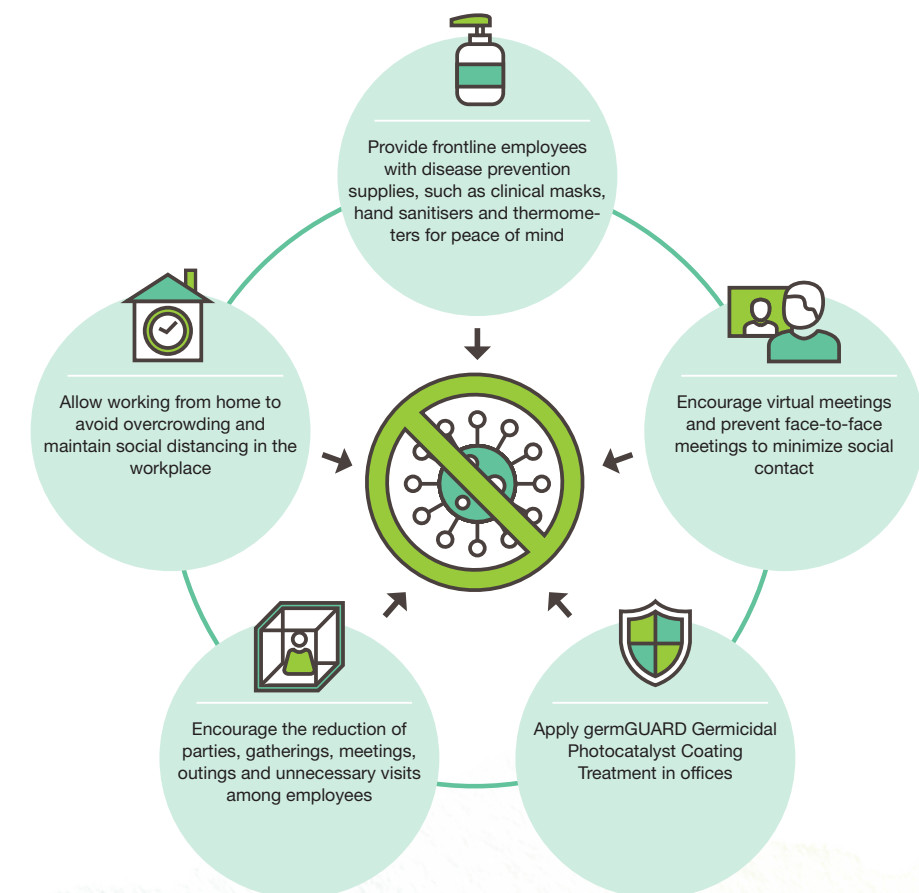 Provide frontline employees
with disease prevention
supplies, such as clinical masks,
hand sanitisers and thermome-
ters for peace of mind
Allow working from home to
avoid overcrowding and
maintain social distancing in the
workplace
Encourage virtual meetings
and prevent face-to-face
meetings to minimize social
contact
Encourage the reduction of
parties, gatherings, meetings,
outings and unnecessary visits
among employees
Apply germGUARD Germicidal
Photocatalyst Coating
Treatment in offices